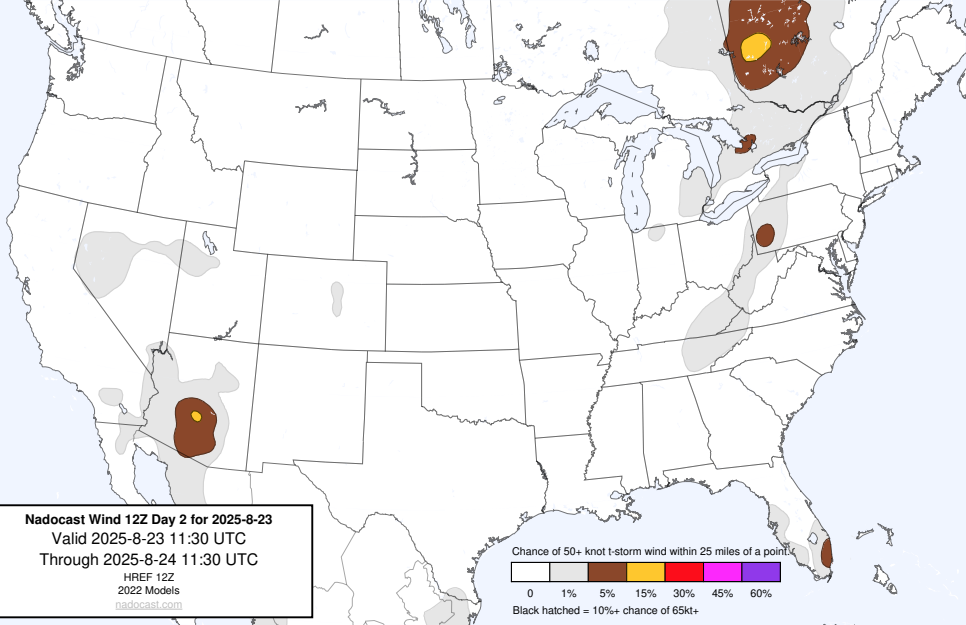 Nadocast Wind 12Z Day 2 for 2025-8-23
Valid 2025-8-23 11:30 UTC
Through 2025-8-24 11:30 UTC
HREF 12Z
2022 Models
nadocast.com
Chance of 50+ knot t-storm wind within 25 miles of a point.
0 1% 5% 15% 30% 45% 60%
Black hatched = 10%+ chance of 65kt+